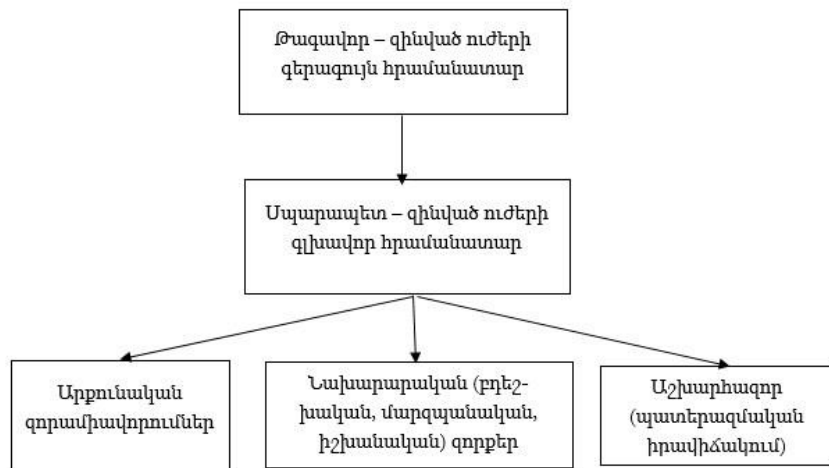 Թագավոր – զինված ուժերի
գերագույն հրամանատար
Սպարապետ – զինված ուժերի
գլխավոր հրամանատար
Արքունական
զորամիավորումներ
Նախարարական (բդեշ-
խական, մարզպանական,
իշխանական) զորքեր
Աշխարհազոր
(պատերազմական
իրավիճակում)